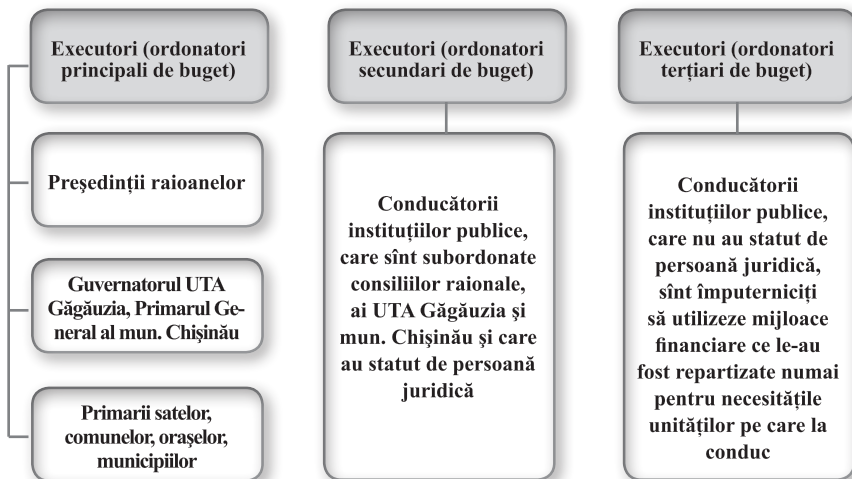 Executori (ordonatori
principali de buget)
Preşedinţii raioanelor
Guvernatorul UTA
Găgăuzia, Primarul Ge-
neral al mun. Chişinău
Primarii satelor,
comunelor, oraşelor,
municipiilor
Executori (ordonatori
secundari de buget)
Conducătorii
instituţiilor publice,
care sînt subordonate
consiliilor raionale,
ai UTA Găgăuzia şi
mun. Chişinău şi care
au statut de persoană
juridică
Executori (ordonatori
terţiari de buget)
Conducătorii
instituţiilor publice,
care nu au statut de
persoană juridică,
sînt împuterniciţi
să utilizeze mijloace
financiare ce le-au
fost repartizate numai
pentru necesităţile
unităţilor pe care la
conduc